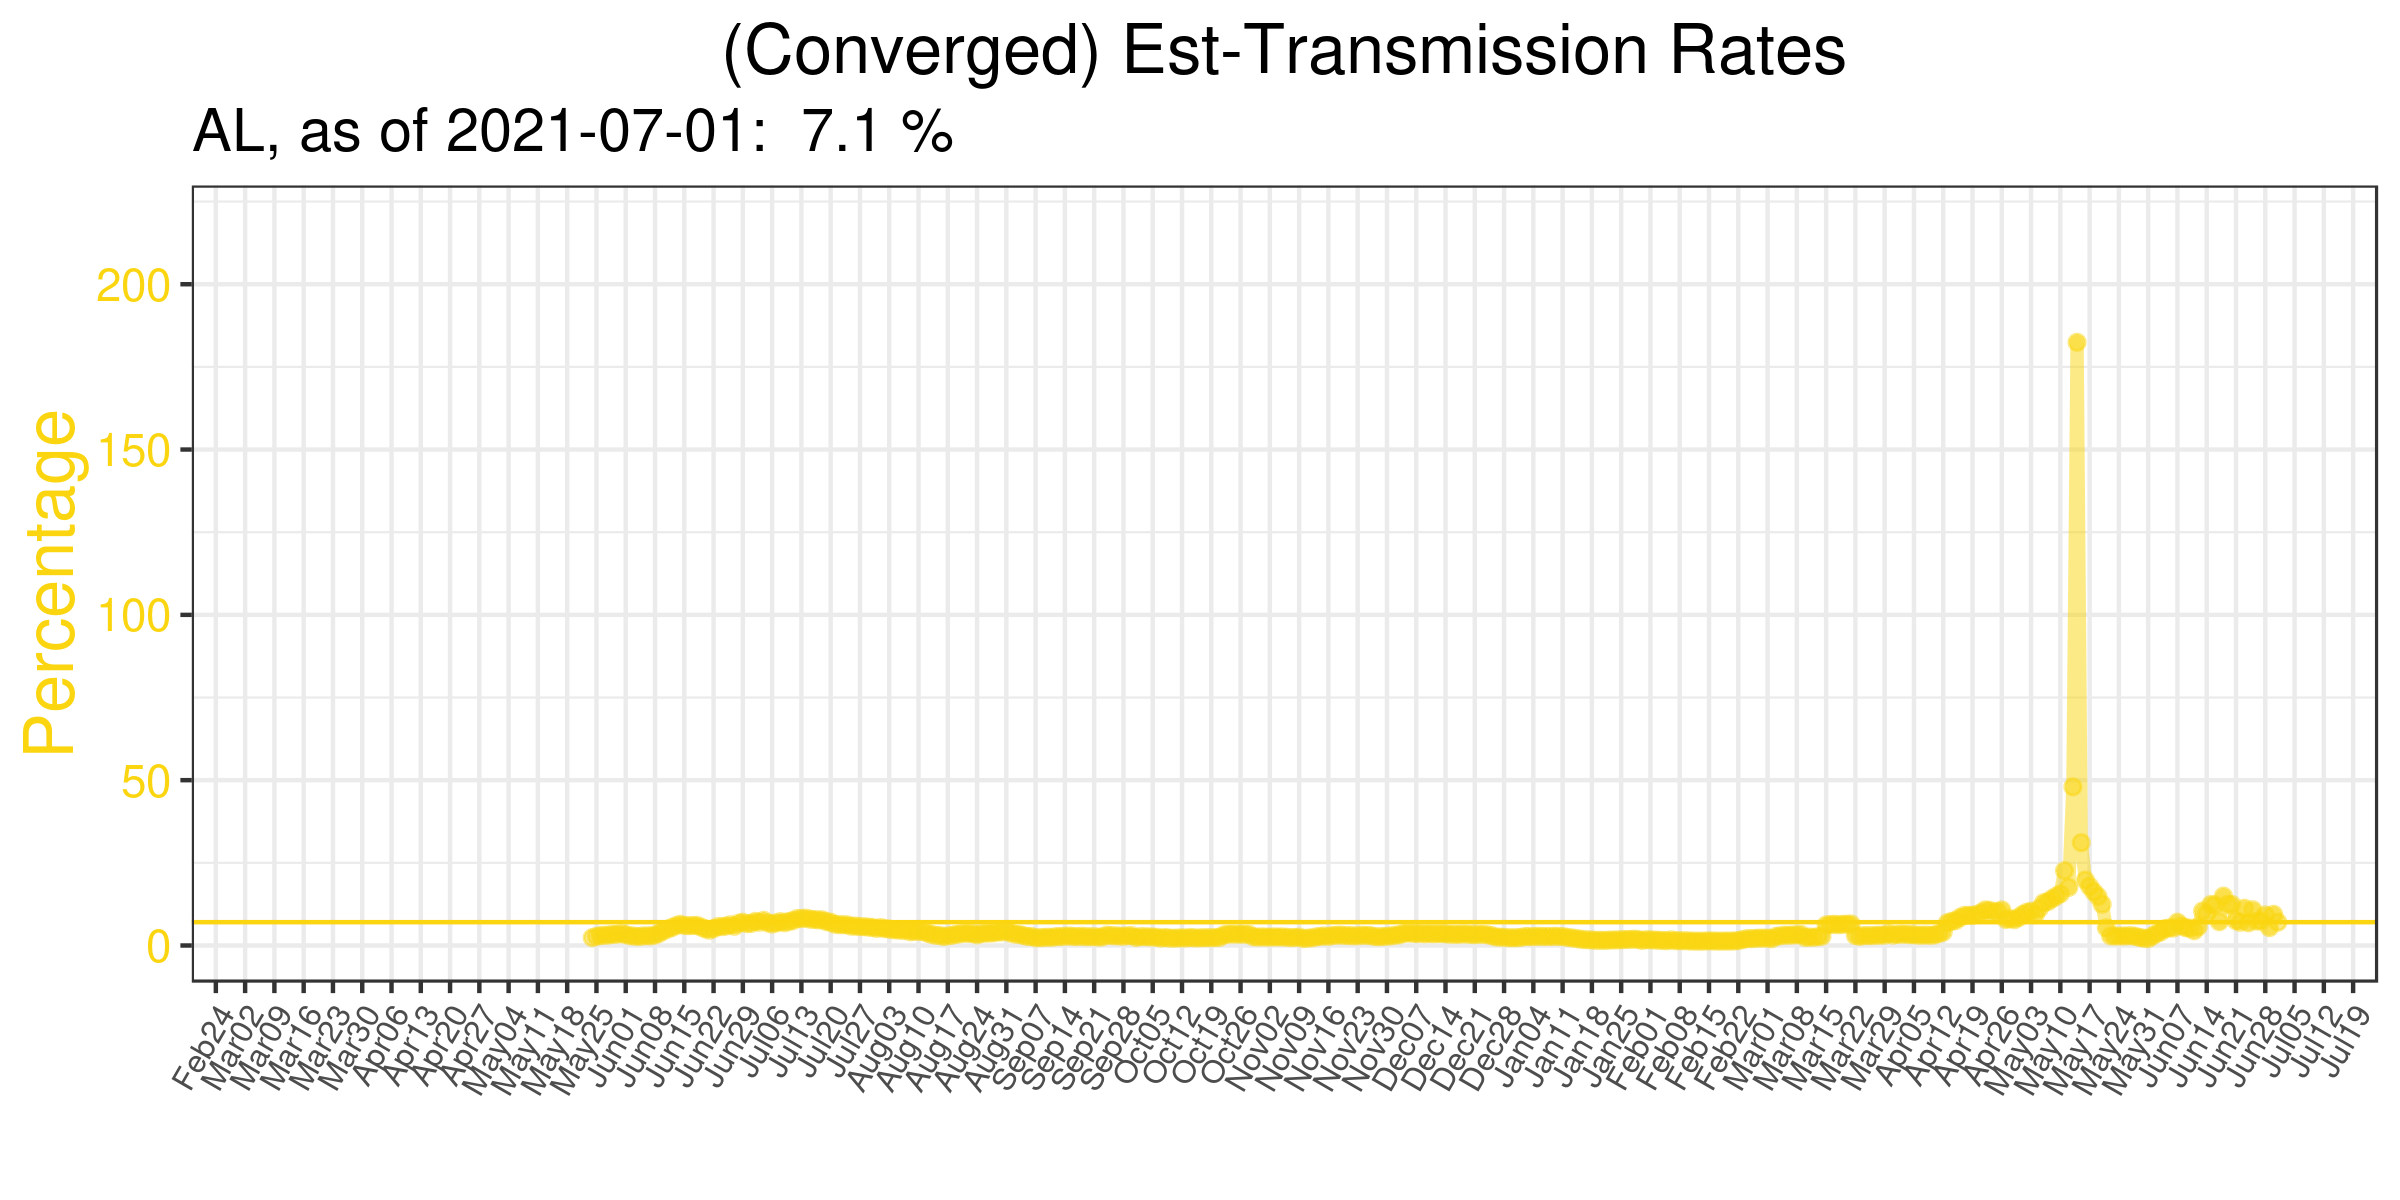 (Converged) Est-Transmission Rates
AL, as of 2021-07-01:  7.1 %
Percentage
200
150
100
50
0
Feb24
Mar02
Mar09
Mar16
Mar23
Mar30
Apr06
Apr13
Apr20
Apr27
May04
May11
May18
May25
Jun01
Jun08
Jun15
Jun22
Jun29
Jul06
Jul13
Jul20
Jul27
Aug03
Aug10
Aug17
Aug24
Aug31
Sep07
Sep14
Sep21
Sep28
Oct05
Oct12
Oct19
Oct26
Nov02
Nov09
Nov16
Nov23
Nov30
Dec07
Dec14
Dec21
Dec28
Jan04
Jan11
Jan18
Jan25
Feb01
Feb08
Feb15
Feb22
Mar01
Mar08
Mar15
Mar22
Mar29
Apr05
Apr12
Apr19
Apr26
May03
May10
May17
May24
May31
Jun07
Jun14
Jun21
Jun28
Jul05
Jul12
Jul19